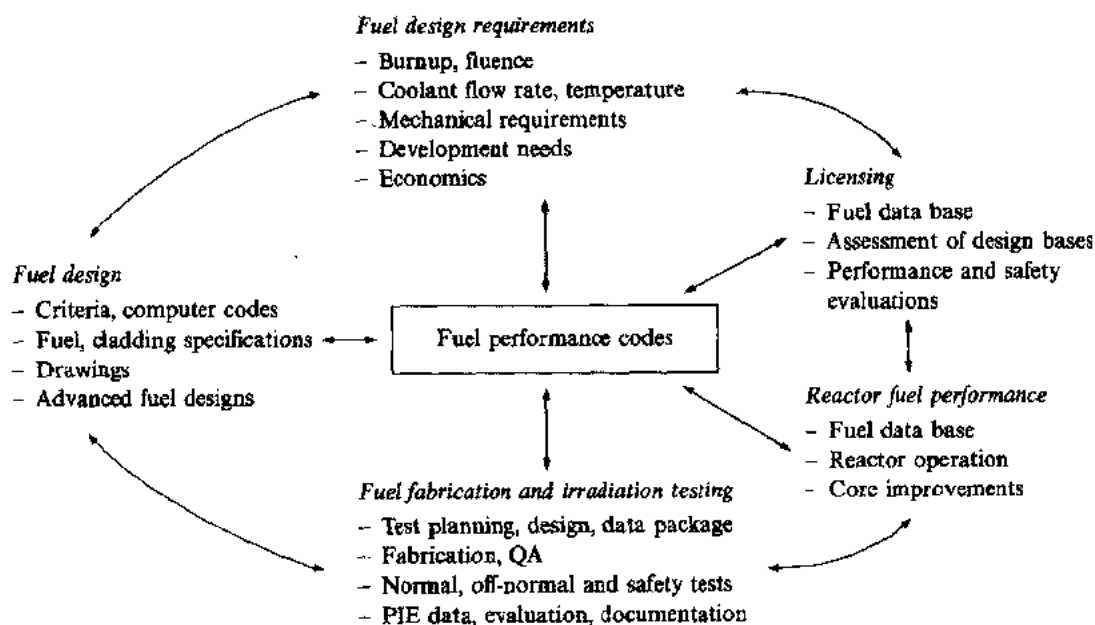 Fuel design requirements
– Burnup, fluence
– Coolant flow rate, temperature
– Mechanical requirements
– Development needs
– Economics
Licensing
– Fuel data base
– Assessment of design bases
– Performance and safety
evaluations
Fuel design
– Criteria, computer codes
– Fuel, cladding specifications
– Drawings
– Advanced fuel designs
Fuel performance codes
Reactor fuel performance
– Fuel data base
– Reactor operation
– Core improvements
Fuel fabrication and irradiation testing
– Test planning, design, data package
– Fabrication, QA
– Normal, off-normal and safety tests
– PIE data, evaluation, documentation